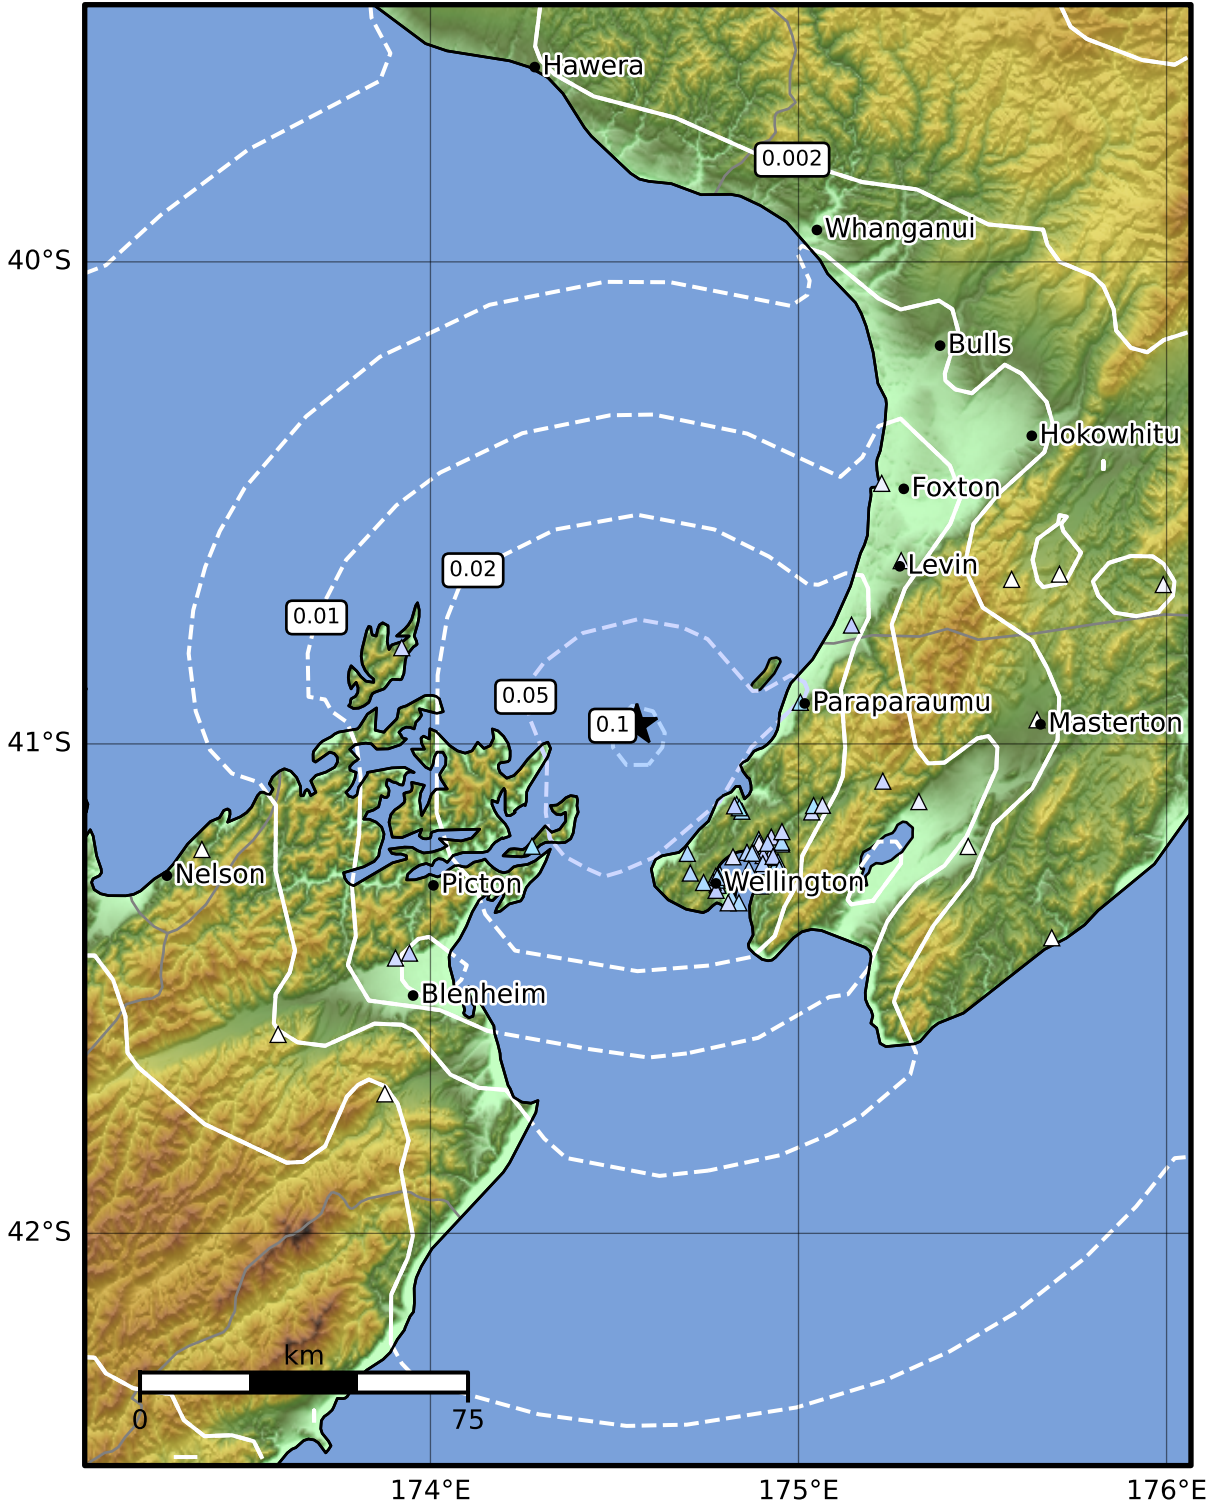 Hawera
0.002
Whanganui
40°S
Bulls
Hokowhitu
Foxton
Levin
0.02
0.01
0.05
Paraparaumu
0.1
Masterton
41°S
Nelson
Picton
Wellington
Blenheim
42°S
km
0
75
174°E
175°E
176°E